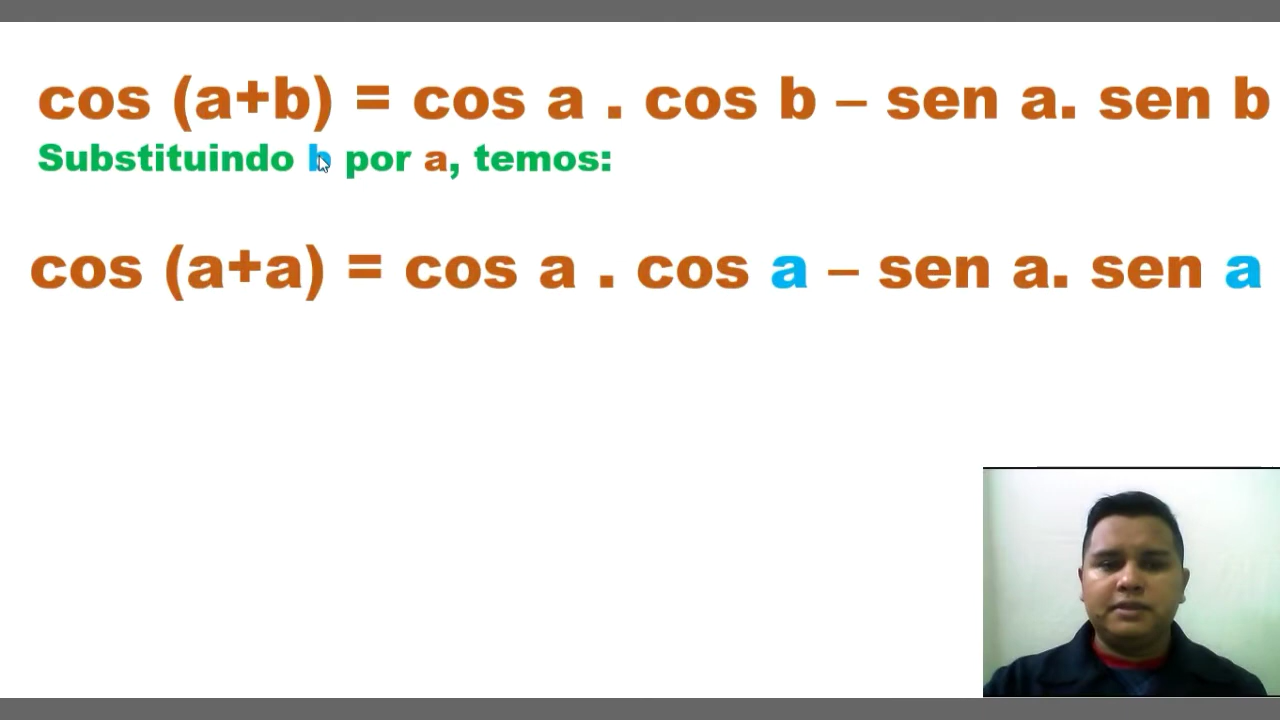 cos (a+b) = cos a . cos b – sen a. sen b
Substituindo b por a, temos:
cos (a+a) = cos a . cos a – sen a. sen a